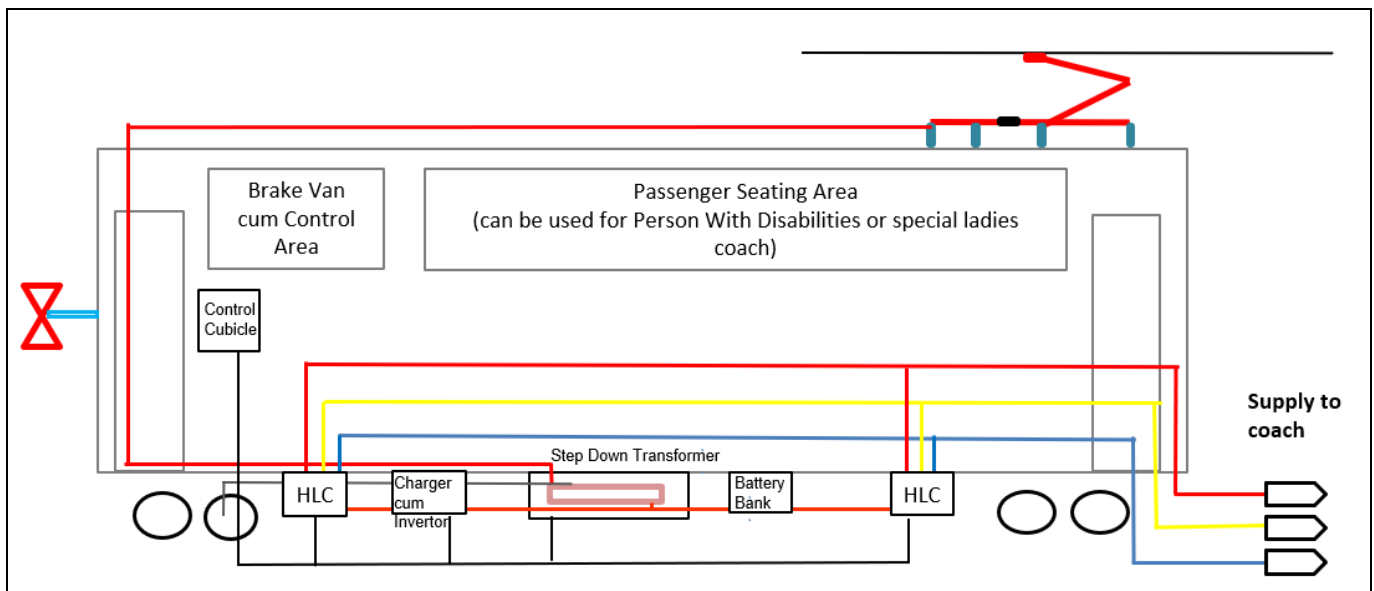 Brake Van
cum Control
Area
Passenger Seating Area
(can be used for Person With Disabilities or special ladies
coach)
Control
Cubicle
Supply to
coach
Step Down Transformer
HLC
Charger
cum
Invertor
Battery
Bank
HLC